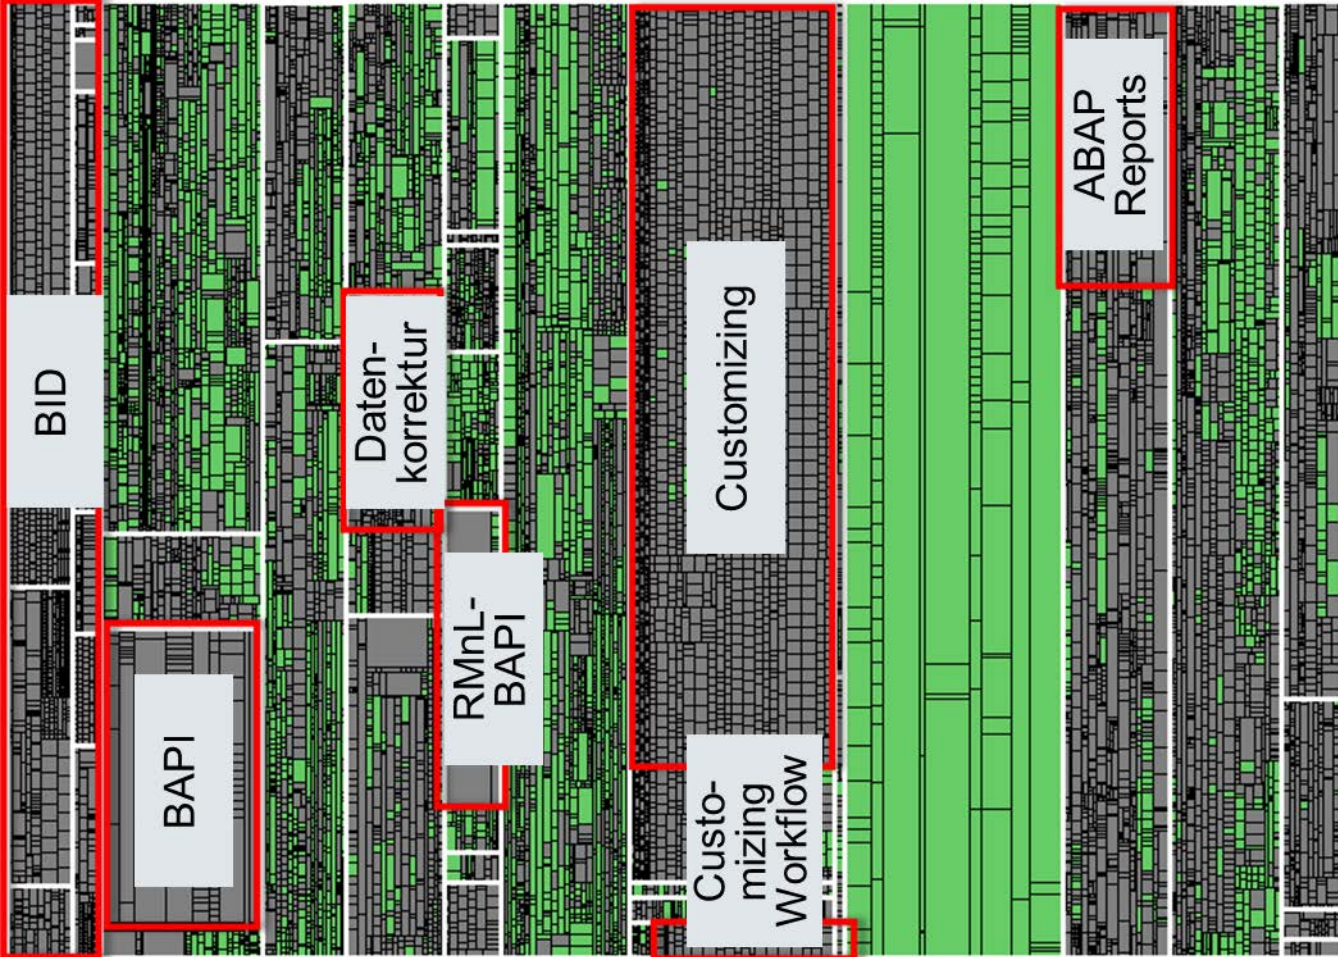 BID
BAPI
Daten-
korrektur
RMnL-
BAPI
Customizing
Custo-
mizing
Workflow
ABAP
Reports